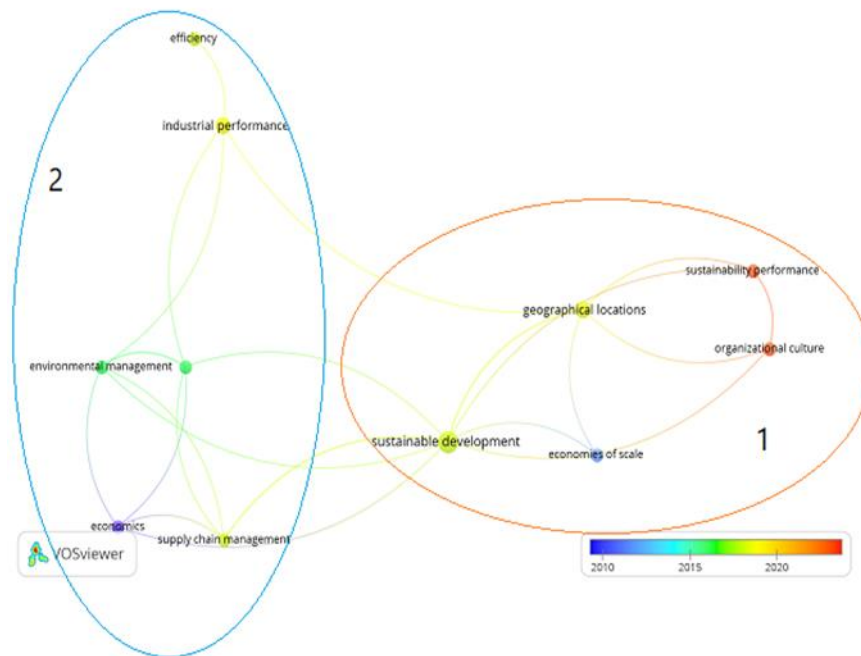 efficiency
industrial performance
2
sustainability performance
geographical locations
organizational culture
environmental management
sustainable development
economies of scale
1
economics
supply chain management
VOSviewer
2010 2015 2020